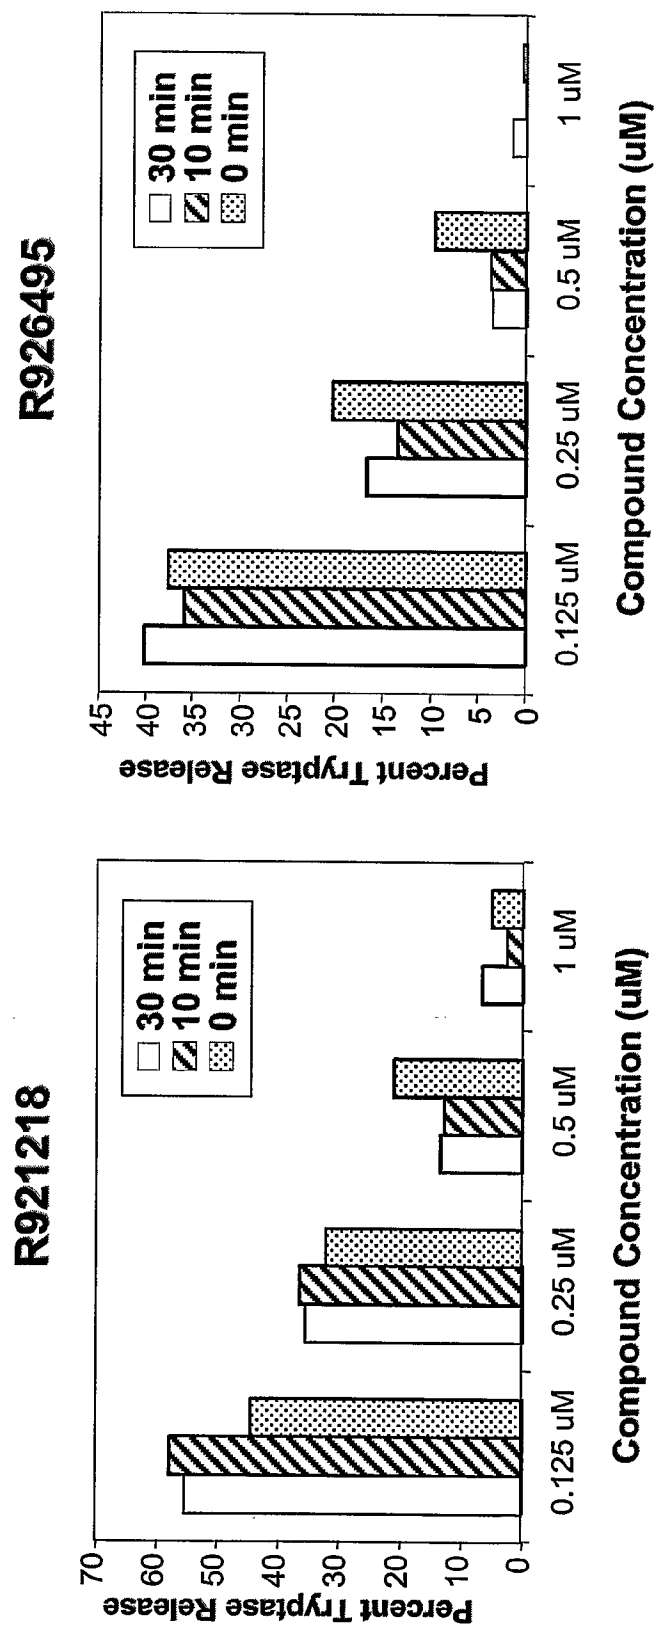 R921218
Percent Tryptase Release
70
60
50
40
30
20
10
0
30 min
10 min
0 min
0.125 uM
0.25 uM
0.5 uM
1 uM
Compound Concentration (uM)
R926495
Percent Tryptase Release
45
40
35
30
25
20
15
10
5
0
30 min
10 min
0 min
0.125 uM
0.25 uM
0.5 uM
1 uM
Compound Concentration (uM)